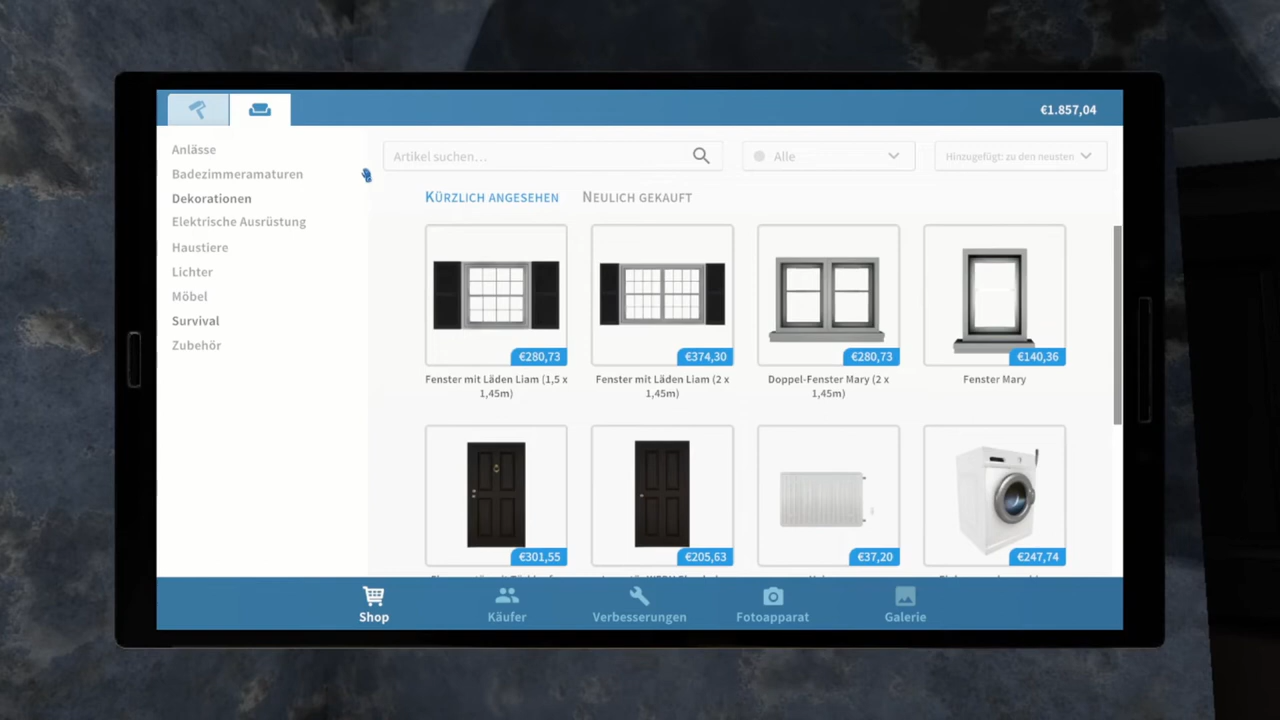 €1.857,04
Anlässe
Badezimmeramaturen
Dekorationen
Elektrische Ausrüstung
Haustiere
Lichter
Möbel
Survival
Zubehör
Artikel suchen...
Alle
Hinzugefügt: zu den neusten
KÜRZLICH ANGESEHEN
NEULICH GEKAUFT
€280,73
€374,30
€280,73
€140,36
Fenster mit Läden Liam (1,5 x
1,45m)
Fenster mit Läden Liam (2 x
1,45m)
Doppel-Fenster Mary (2 x
1,45m)
Fenster Mary
€301,55
€205,63
€37,20
€247,74
Shop
Käufer
Verbesserungen
Fotoapparat
Galerie